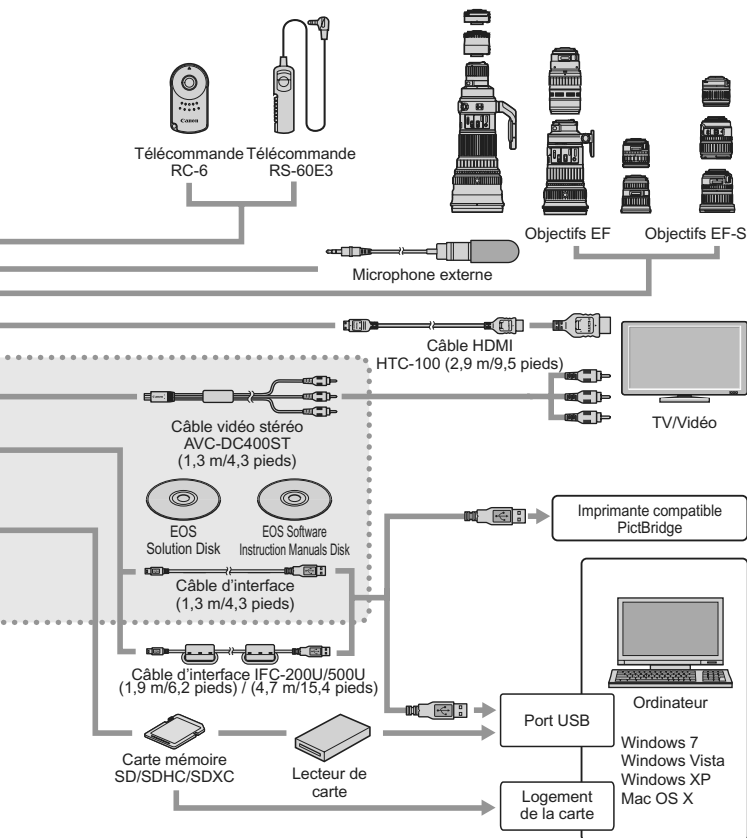 Canon
Télécommande
RC-6
Télécommande
RS-60E3
Objectifs EF
Objectifs EF-S
Microphone externe
Câble HDMI
HTC-100 (2,9 m/9,5 pieds)
TV/Vidéo
Câble vidéo stéréo
AVC-DC400ST
(1,3 m/4,3 pieds)
EOS
Solution Disk
EOS Software
Instruction Manuals Disk
Imprimante compatible
PictBridge
Câble d'interface
(1,3 m/4,3 pieds)
Câble d'interface IFC-200U/500U
(1,9 m/6,2 pieds) / (4,7 m/15,4 pieds)
Ordinateur
Port USB
Windows 7
Windows Vista
Windows XP
Mac OS X
Carte mémoire
SD/SDHC/SDXC
Lecteur de
carte
Logement
de la carte